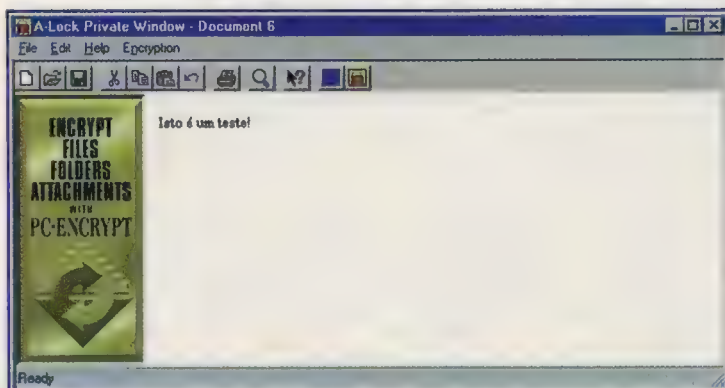 A-Lock Private Window - Document 6
File Edit Help Encryption
ENCRYPT
FILES
FOLDERS
ATTACHMENTS
WITH
PC-ENCRYPT
Isto é um teste!
Ready